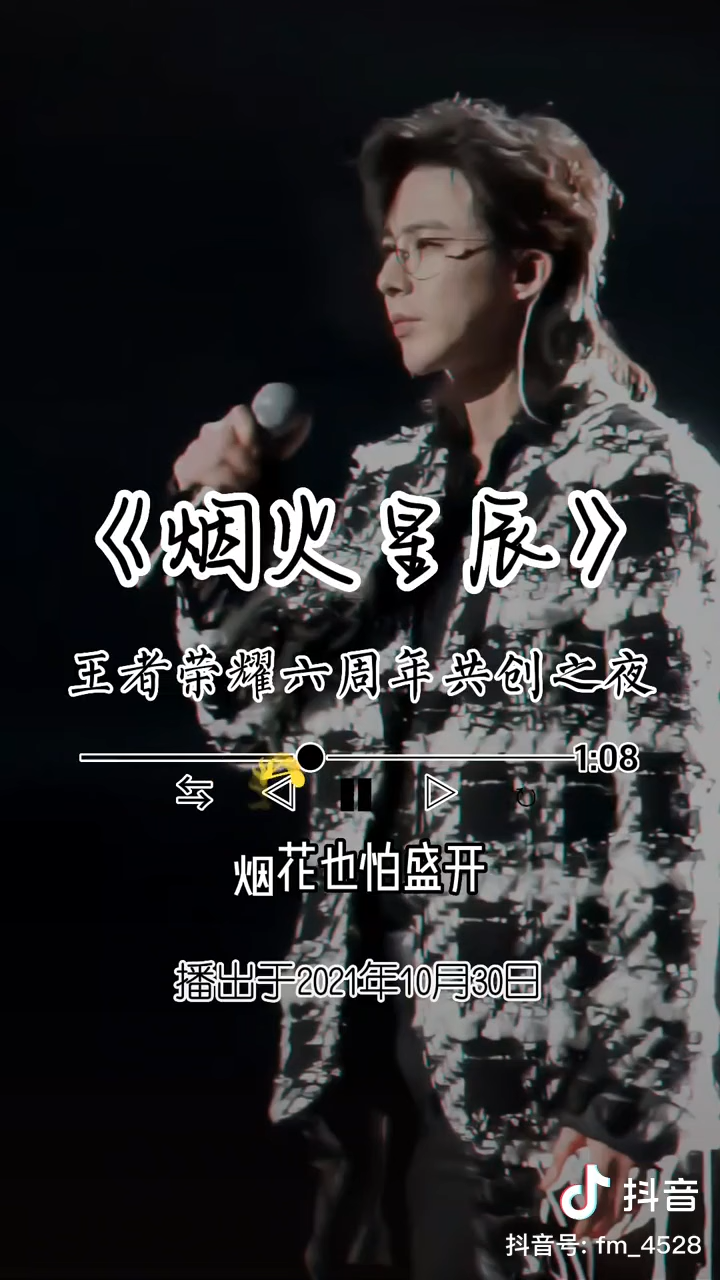 《烟火星辰》
王者荣耀六周年共创之夜
1:08
烟花也怕盛开
播出于2021年10月30日
抖音
抖音号: fm_4528